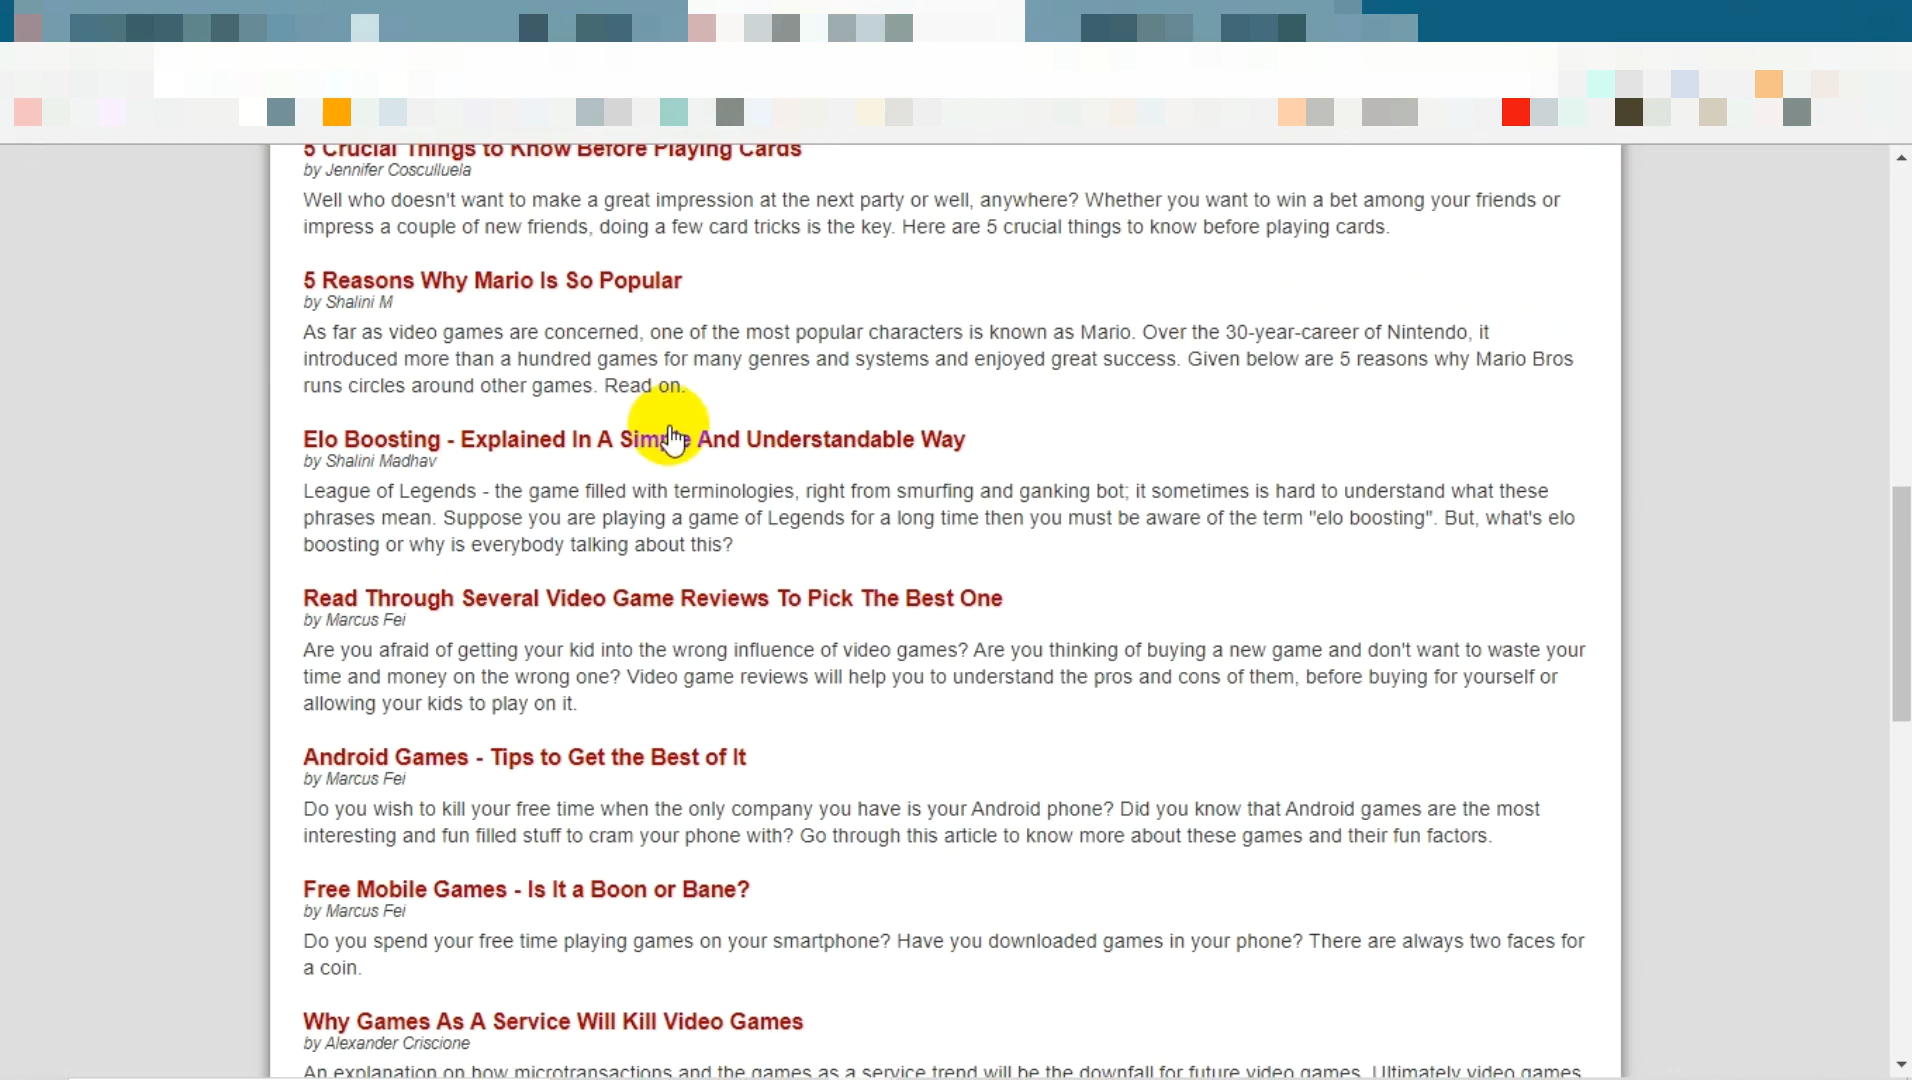 5 Crucial Things to Know Before Playing Cards
by Jennifer Cosculluela
Well who doesn't want to make a great impression at the next party or well, anywhere? Whether you want to win a bet among your friends or
impress a couple of new friends, doing a few card tricks is the key. Here are 5 crucial things to know before playing cards.
5 Reasons Why Mario Is So Popular
by Shalini M
As far as video games are concerned, one of the most popular characters is known as Mario. Over the 30-year-career of Nintendo, it
introduced more than a hundred games for many genres and systems and enjoyed great success. Given below are 5 reasons why Mario Bros
runs circles around other games. Read on.
Elo Boosting - Explained In A Simple And Understandable Way
by Shalini Madhav
League of Legends - the game filled with terminologies, right from smurfing and ganking bot; it sometimes is hard to understand what these
phrases mean. Suppose you are playing a game of Legends for a long time then you must be aware of the term "elo boosting". But, what's elo
boosting or why is everybody talking about this?
Read Through Several Video Game Reviews To Pick The Best One
by Marcus Fei
Are you afraid of getting your kid into the wrong influence of video games? Are you thinking of buying a new game and don't want to waste your
time and money on the wrong one? Video game reviews will help you to understand the pros and cons of them, before buying for yourself or
allowing your kids to play on it.
Android Games - Tips to Get the Best of It
by Marcus Fei
Do you wish to kill your free time when the only company you have is your Android phone? Did you know that Android games are the most
interesting and fun filled stuff to cram your phone with? Go through this article to know more about these games and their fun factors.
Free Mobile Games - Is It a Boon or Bane?
by Marcus Fei
Do you spend your free time playing games on your smartphone? Have you downloaded games in your phone? There are always two faces for
a coin.
Why Games As A Service Will Kill Video Games
by Alexander Criscione
An explanation on how microtransactions and the games as a service trend will be the downfall for future video games. Ultimately video games